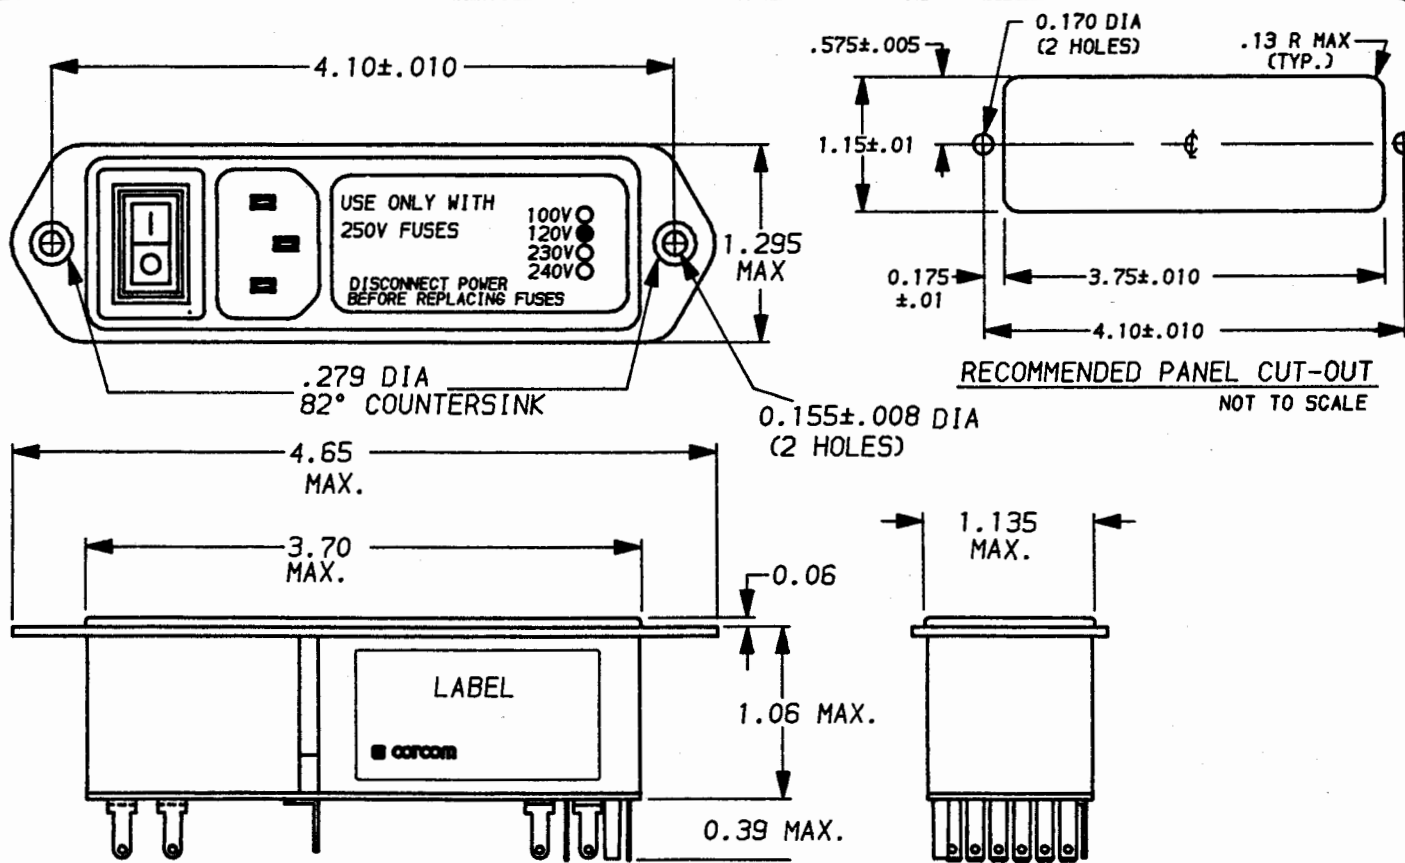 4.10±.010
USE ONLY WITH
250V FUSES
100V
120V
230V
240V
DISCONNECT POWER
BEFORE REPLACING FUSES
1.295
MAX
.279 DIA
82° COUNTERSINK
0.155±.008 DIA
(2 HOLES)
0.170 DIA
(2 HOLES)
.575±.005
.13 R MAX
(TYP.)
1.15±.01
0.175
±.01
3.75±.010
4.10±.010
RECOMMENDED PANEL CUT-OUT
NOT TO SCALE
4.65
MAX.
3.70
MAX.
0.06
LABEL
corcom
1.06 MAX.
0.39 MAX.
1.135
MAX.